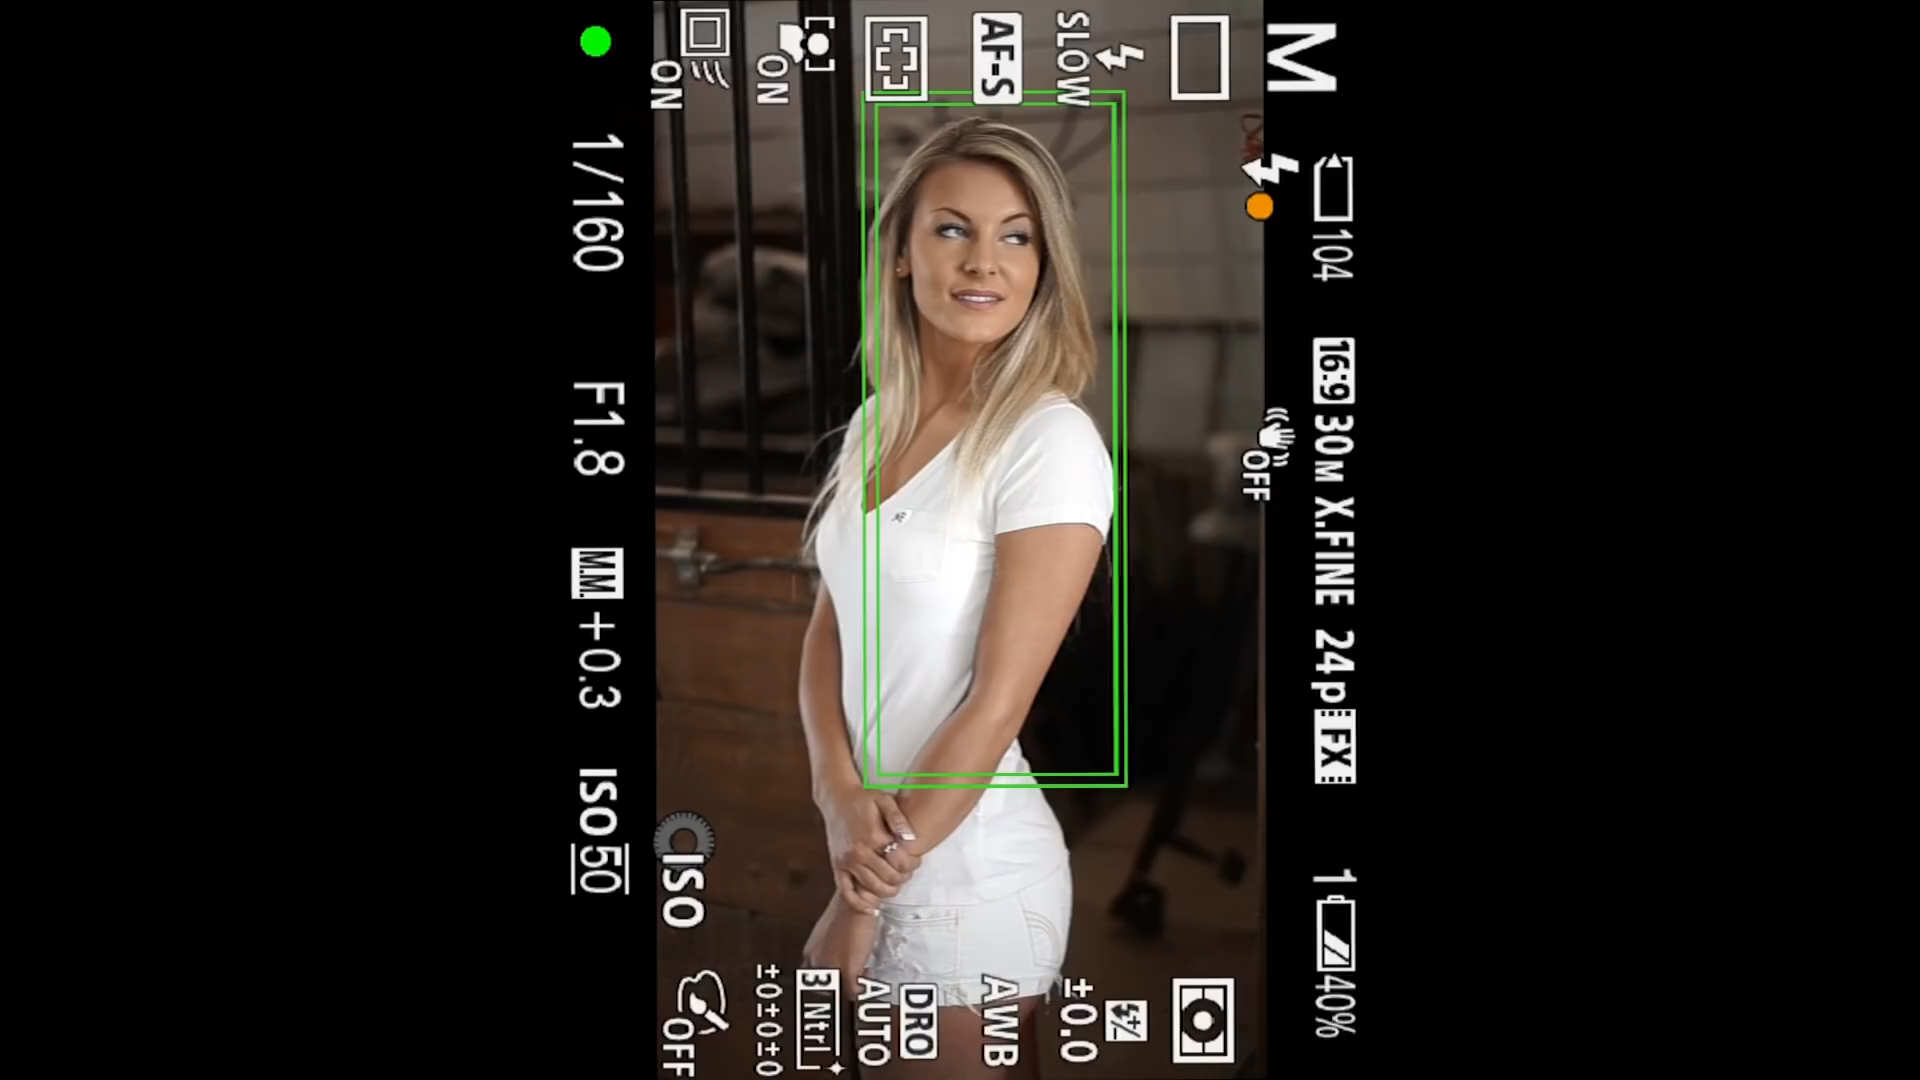 M
104
16:9 30M X.FINE 24p FX
1
40%
SLOW
AF-S
ON
ON
OFF
±0.0
AWB
DRO
AUTO
3 Ntrl
±0±0±0
OFF
ISO
1/160
F1.8
M.M. +0.3
ISO 50